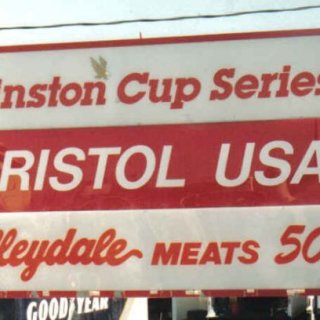 inston Cup Series
RISTOL USA
lleydale MEATS 50
GOODYEAR